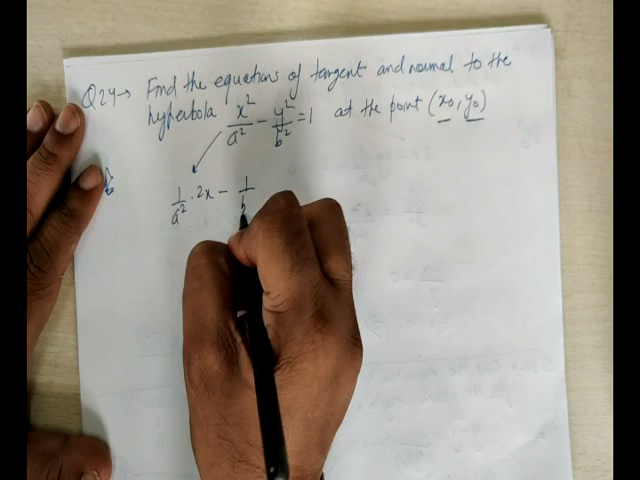 Q24→ Find the equations of tangent and normal to the
hyperbola x²/a² - y²/b² = 1 at the point (x₀, y₀)
1/a² · 2x - 1/b